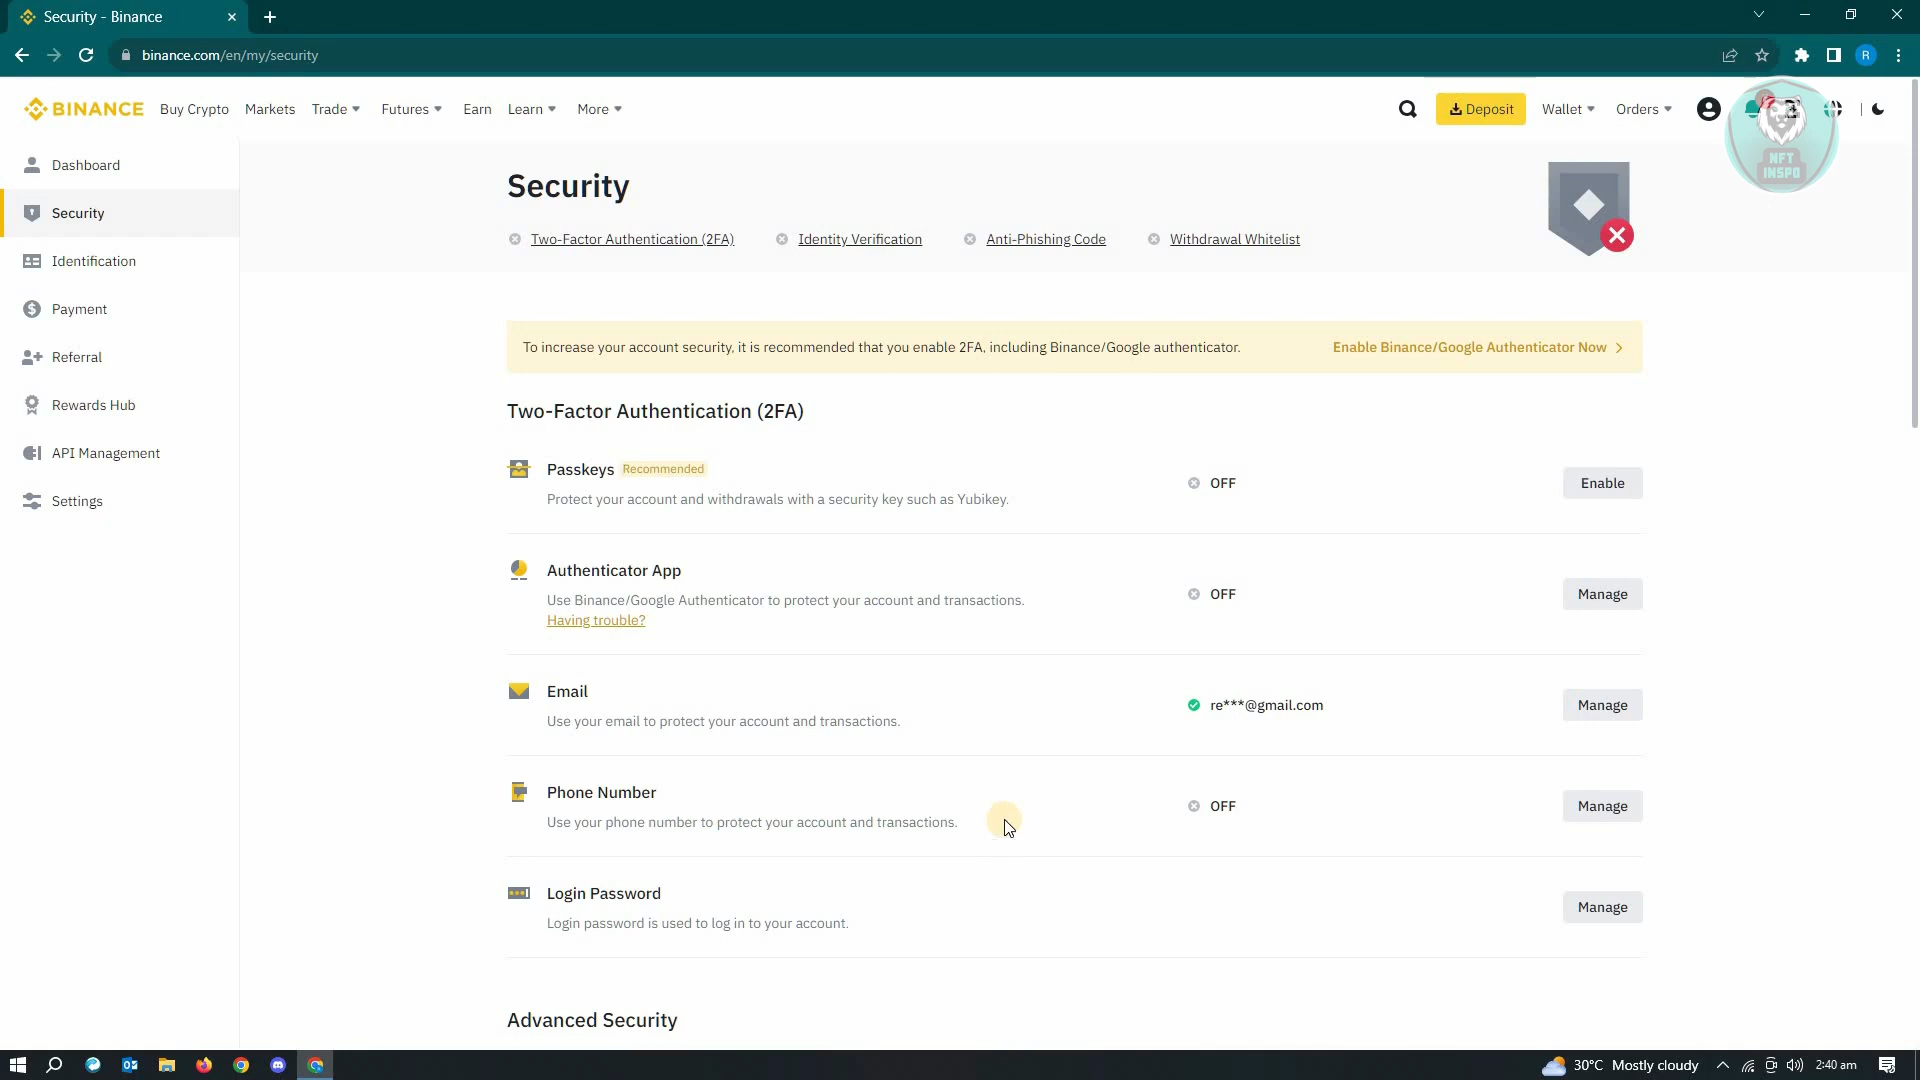 Security - Binance
binance.com/en/my/security
R
BINANCE Buy Crypto Markets Trade Futures Earn Learn More
Deposit Wallet Orders
NFT
INSPO
Dashboard
Security
Identification
Payment
Referral
Rewards Hub
API Management
Settings
Security
Two-Factor Authentication (2FA) Identity Verification Anti-Phishing Code Withdrawal Whitelist
To increase your account security, it is recommended that you enable 2FA, including Binance/Google authenticator. Enable Binance/Google Authenticator Now
Two-Factor Authentication (2FA)
Passkeys Recommended
Protect your account and withdrawals with a security key such as Yubikey.
OFF
Enable
Authenticator App
Use Binance/Google Authenticator to protect your account and transactions.
Having trouble?
OFF
Manage
Email
Use your email to protect your account and transactions.
re***@gmail.com
Manage
Phone Number
Use your phone number to protect your account and transactions.
OFF
Manage
Login Password
Login password is used to log in to your account.
Manage
Advanced Security
30°C Mostly cloudy 2:40 am